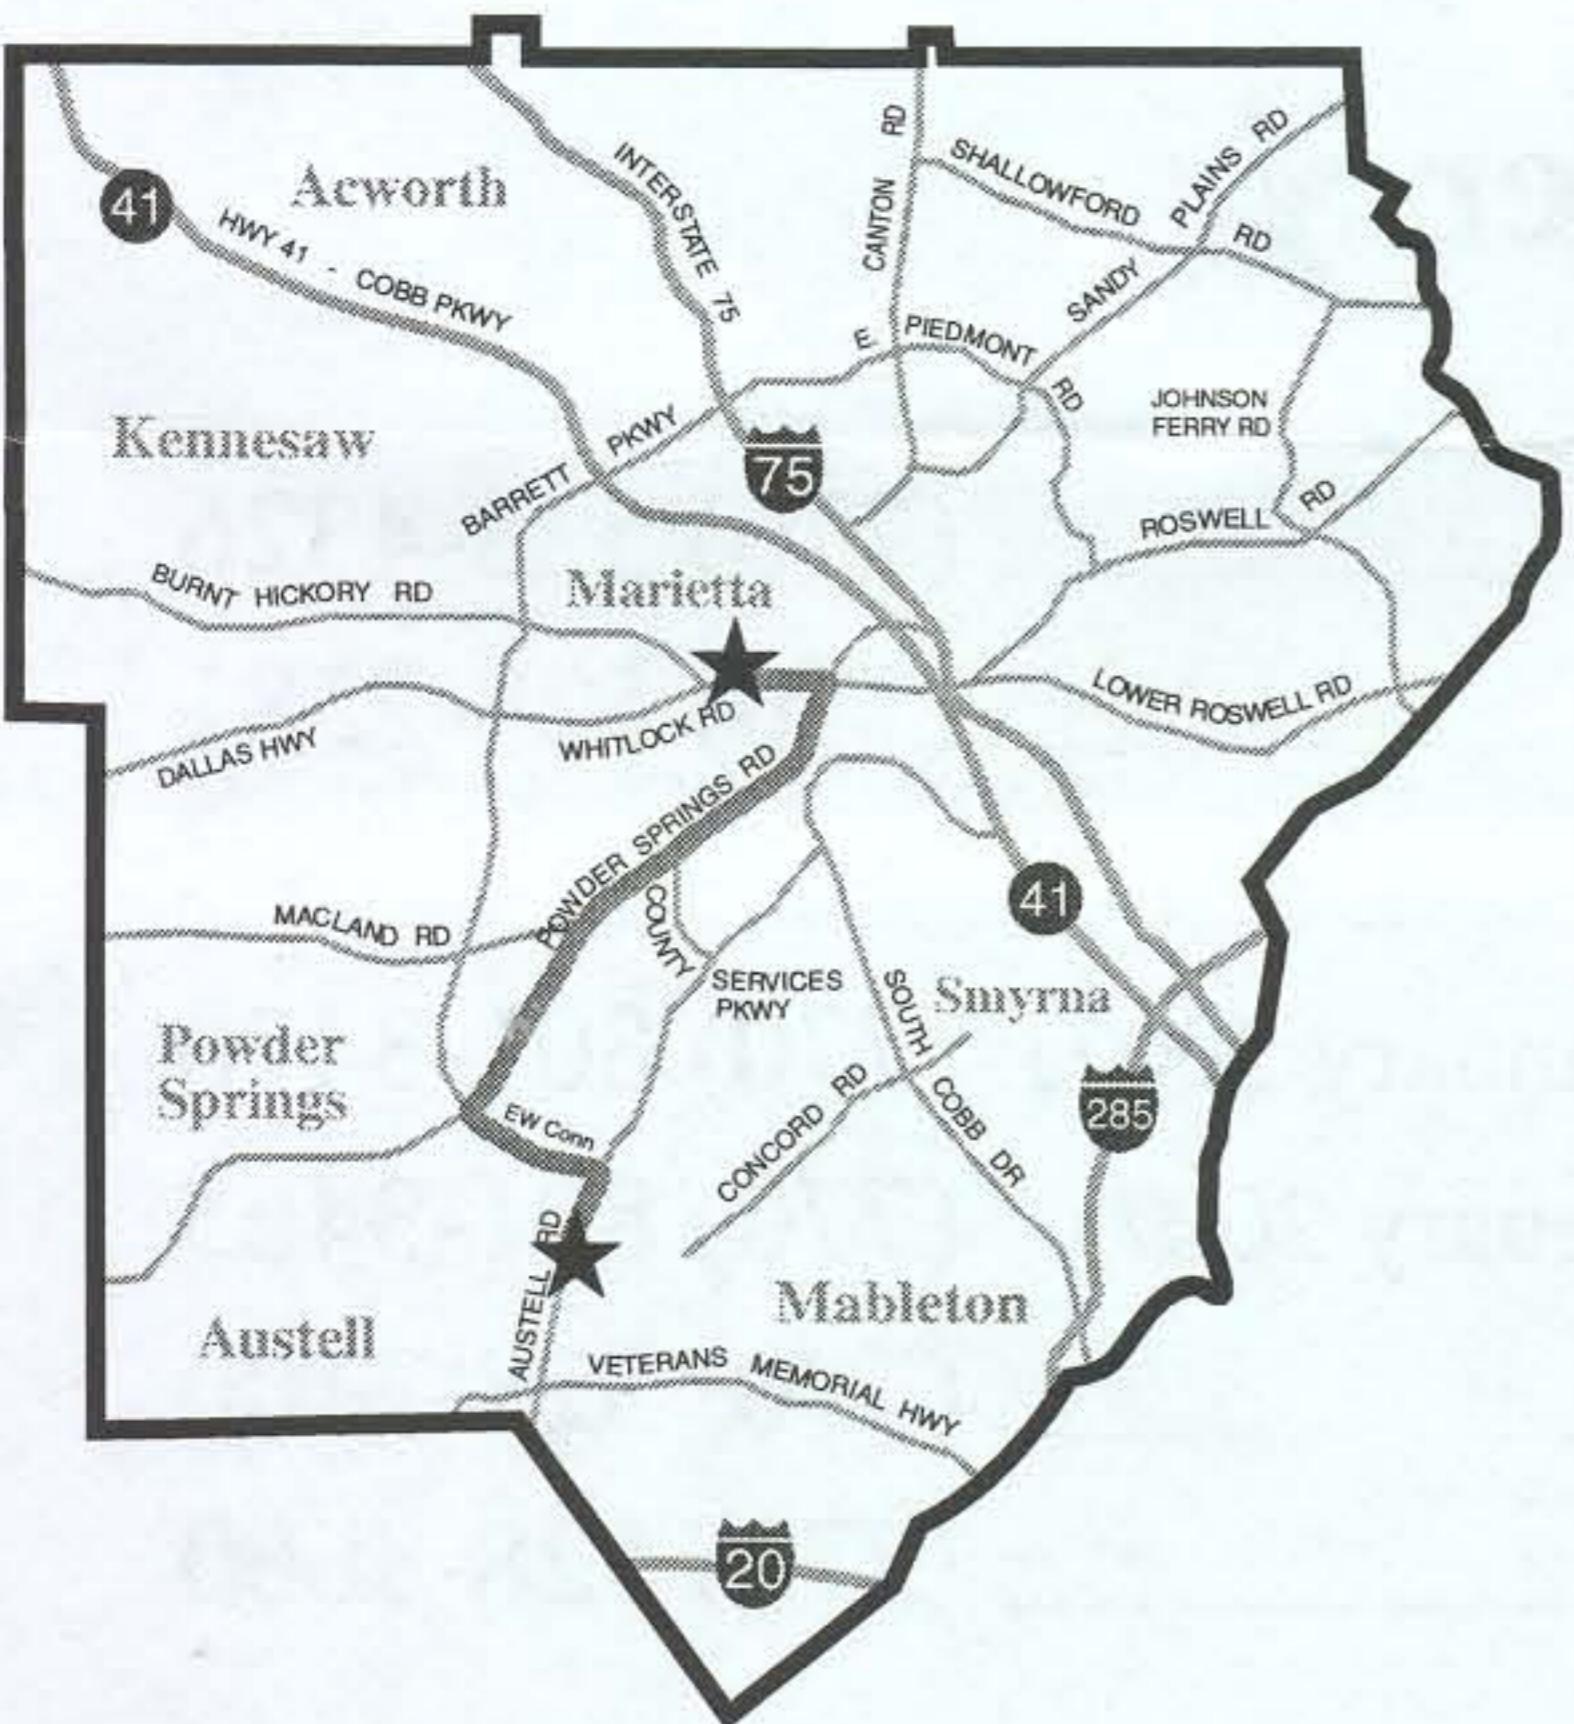 CANTON RD
SHALLOWFORD RD
SANDY PLAINS RD
INTERSTATE 75
Acworth
41
HWY 41 - COBB PKWY
E. PIEDMONT RD
JOHNSON
FERRY RD
Kennesaw
BARRETT PKWY
75
ROSWELL RD
BURNT HICKORY RD
Marietta
LOWER ROSWELL RD
WHITLOCK RD
DALLAS HWY
POWDER SPRINGS RD
41
MACLAND RD
COUNTY
SERVICES
PKWY
SOUTH COBB DR
Smyrna
Powder
Springs
EW Conn
CONCORD RD
285
AUSTELL RD
Mableton
Austell
VETERANS MEMORIAL HWY
20